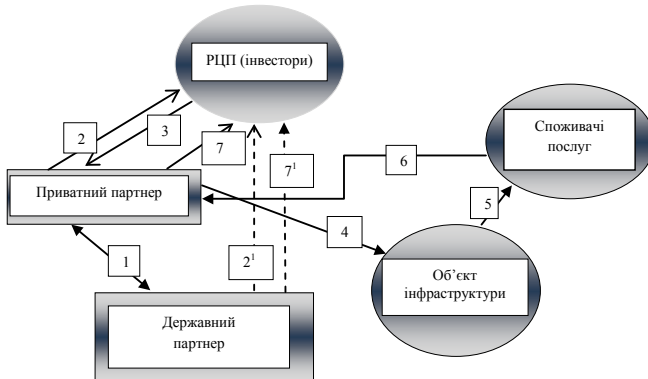 РЦП (інвестори)
2
3
7
7¹
Споживачі
послуг
6
Приватний партнер
4
5
1
2¹
Об’єкт
інфраструктури
Державний
партнер